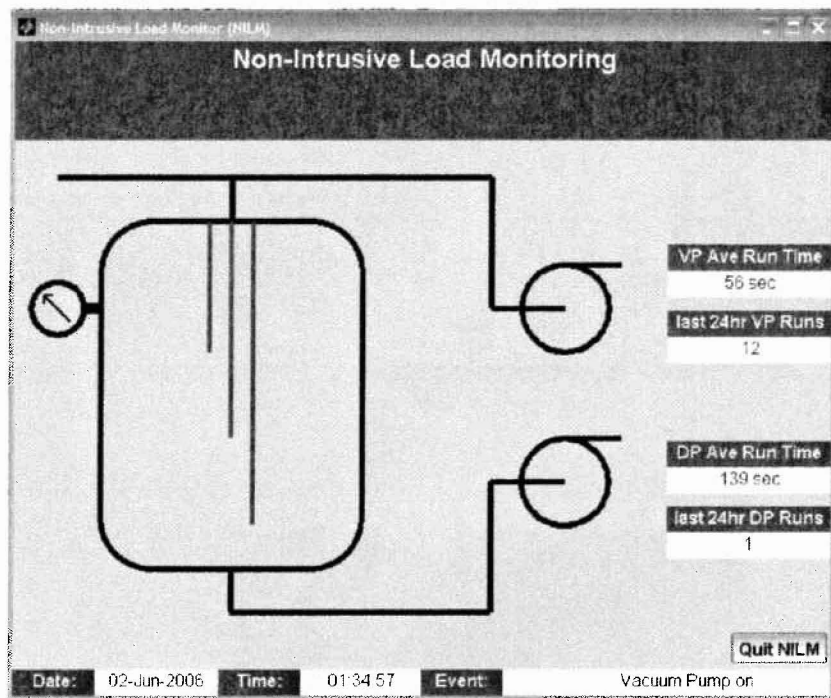 Non-Intrusive Load Monitor (NILM)
Non-Intrusive Load Monitoring
VP Ave Run Time
56 sec
last 24hr VP Runs
12
DP Ave Run Time
139 sec
last 24hr DP Runs
1
Quit NILM
Date: 02-Jun-2006 Time: 01:34:57 Event: Vacuum Pump on